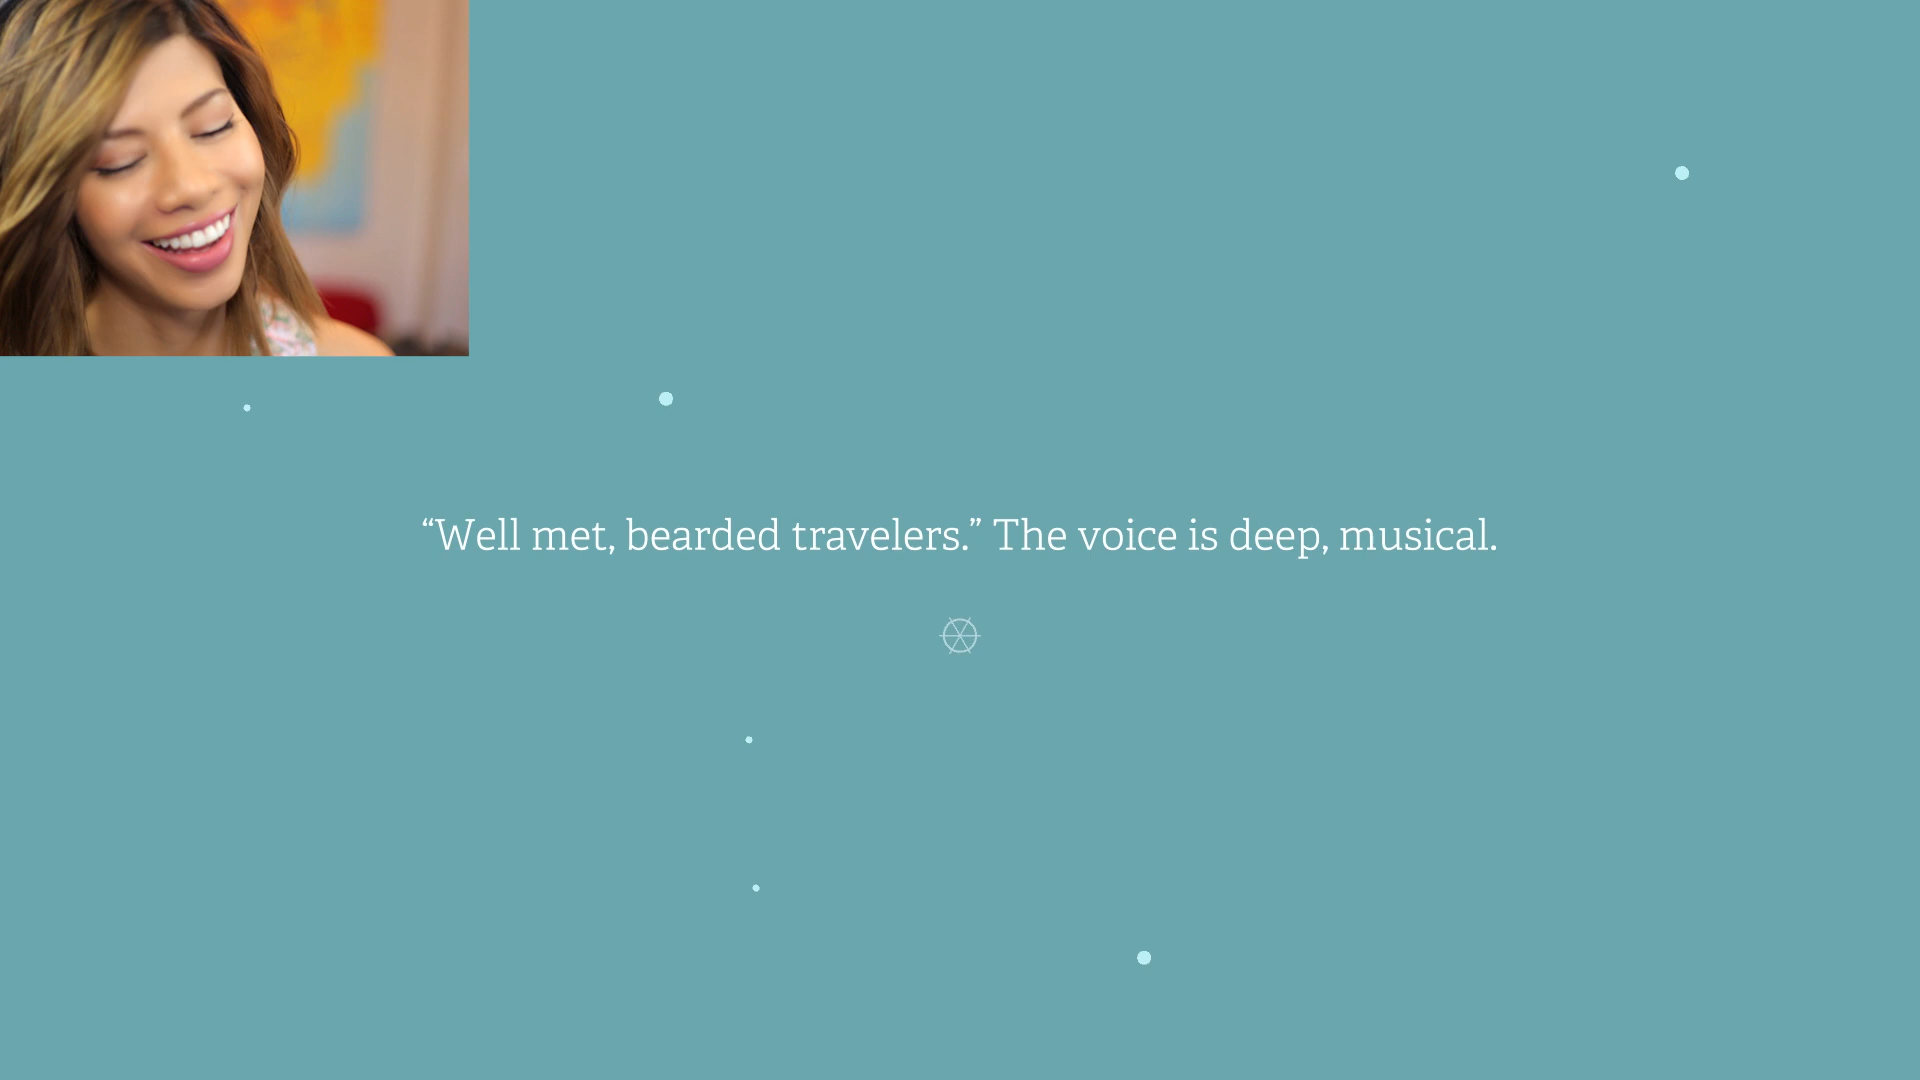 “Well met, bearded travelers.” The voice is deep, musical.